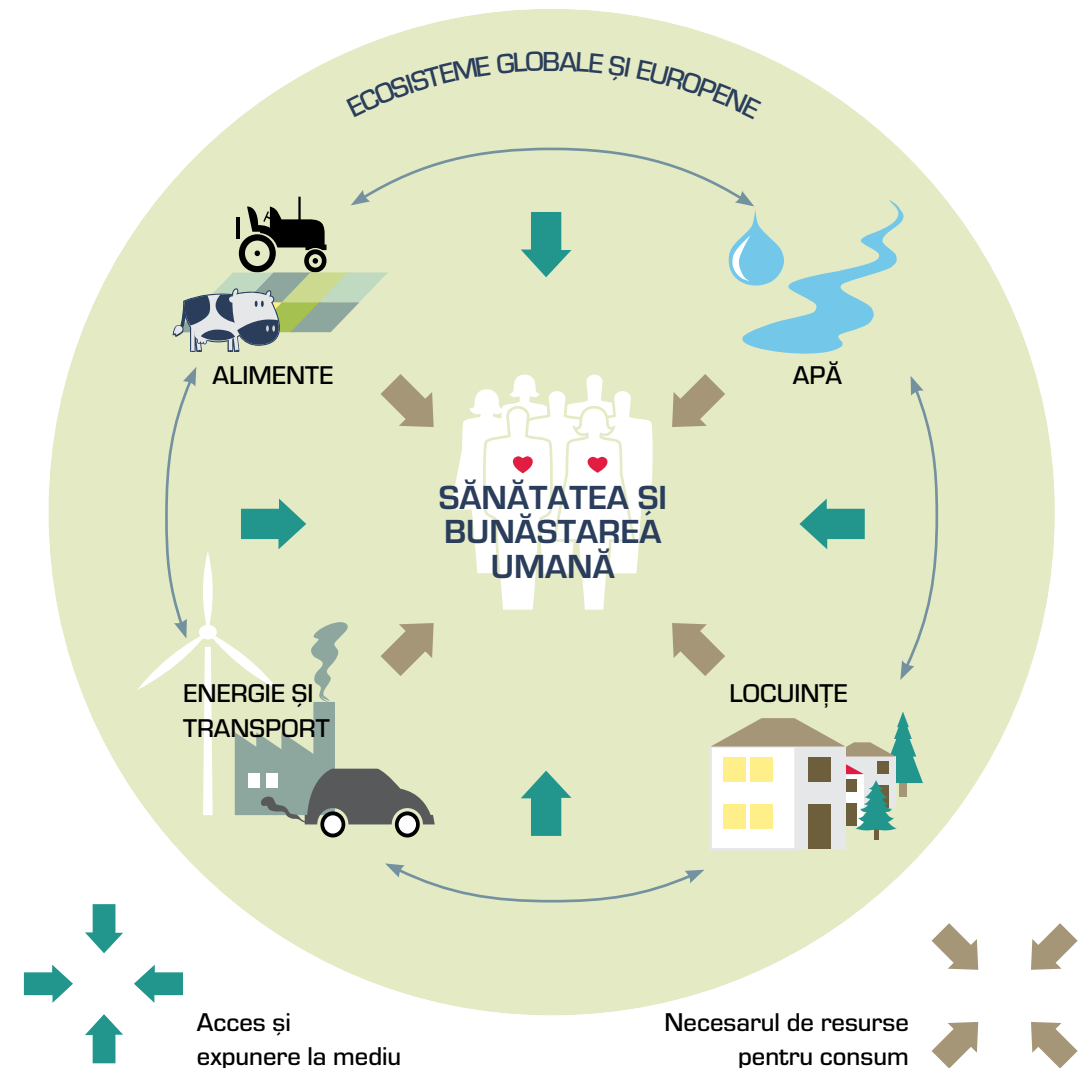 ECOSISTEME GLOBALE ȘI EUROPENE
ALIMENTE
APĂ
SĂNĂTATEA ȘI
BUNĂSTAREA
UMANĂ
ENERGIE ȘI
TRANSPORT
LOCUINȚE
Acces și
expunere la mediu
Necesarul de resurse
pentru consum